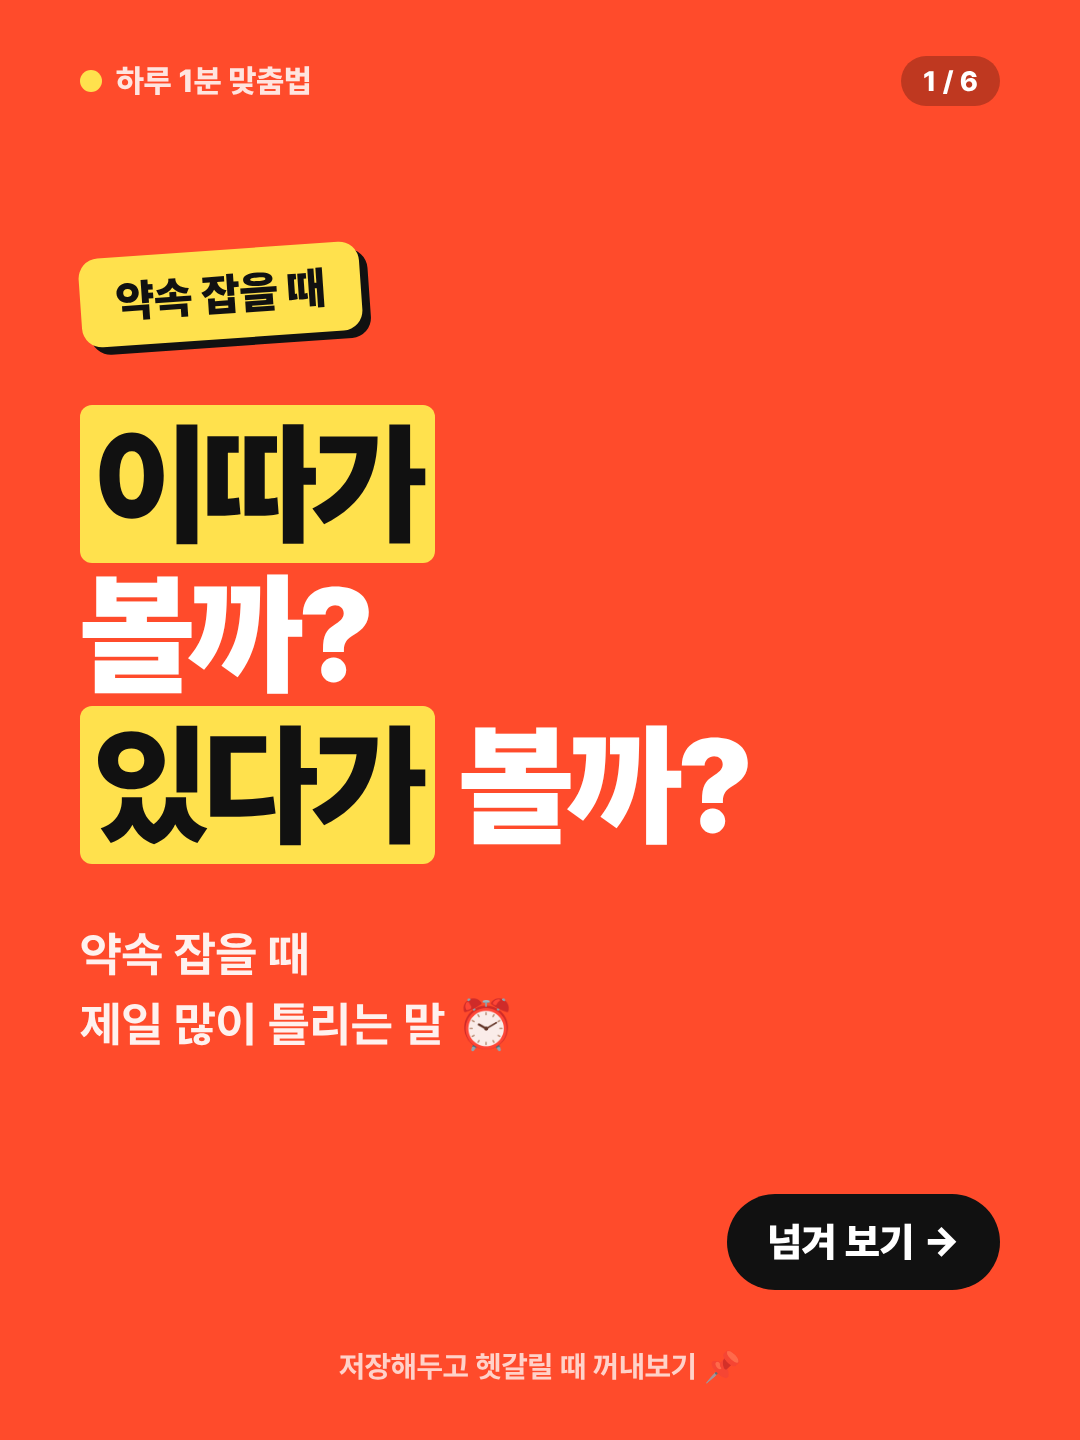 하루 1분 맞춤법
1 / 6
약속 잡을 때
이따가
볼까?
있다가 볼까?
약속 잡을 때
제일 많이 틀리는 말 ⏰
넘겨 보기 →
저장해두고 헷갈릴 때 꺼내보기 📌